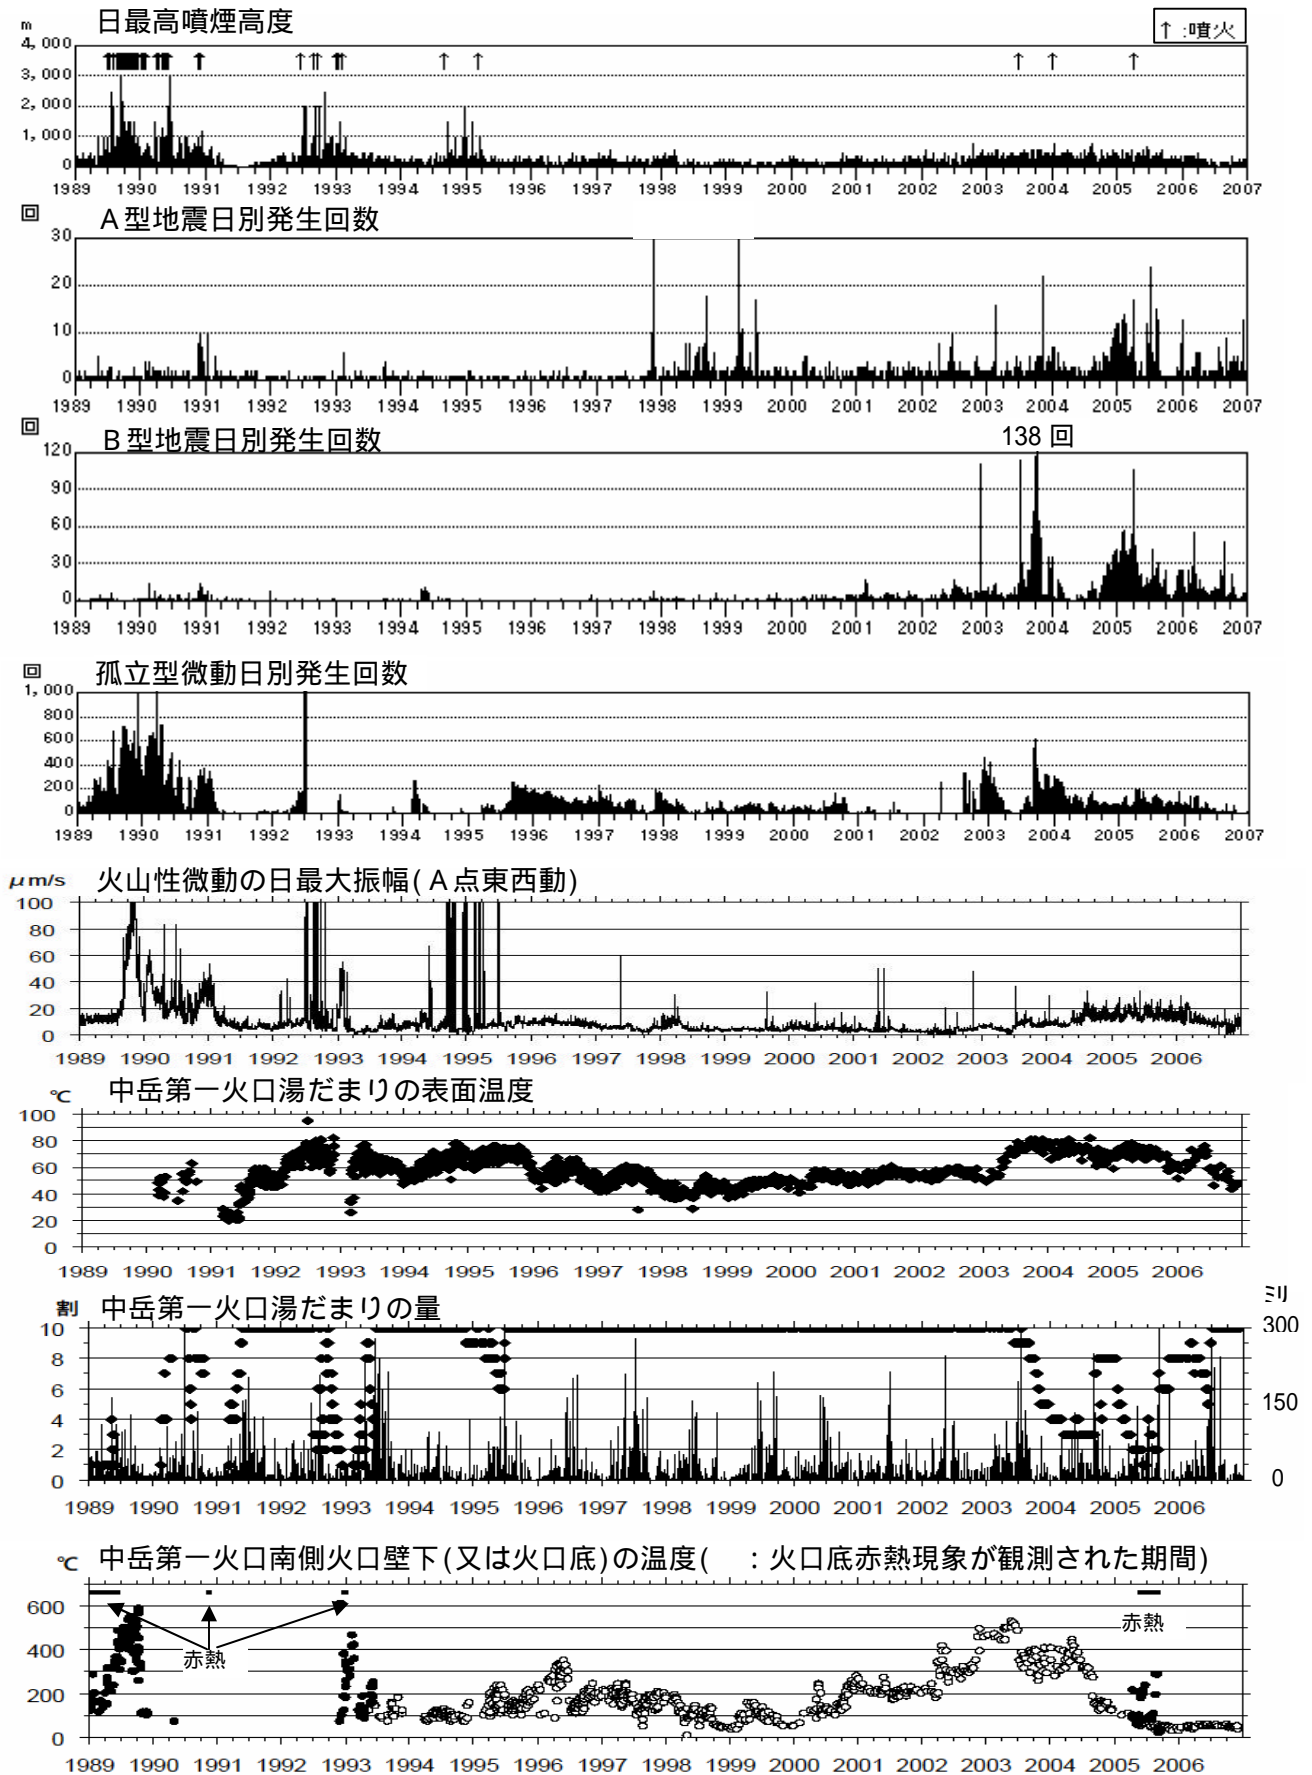 日最高噴煙高度
↑ :噴火
m
4,000
3,000
2,000
1,000
0
1989 1990 1991 1992 1993 1994 1995 1996 1997 1998 1999 2000 2001 2002 2003 2004 2005 2006 2007
回 A型地震日別発生回数
30
20
10
0
1989 1990 1991 1992 1993 1994 1995 1996 1997 1998 1999 2000 2001 2002 2003 2004 2005 2006 2007
回 B型地震日別発生回数
138 回
120
90
60
30
0
1989 1990 1991 1992 1993 1994 1995 1996 1997 1998 1999 2000 2001 2002 2003 2004 2005 2006 2007
回 孤立型微動日別発生回数
1,000
800
600
400
200
0
1989 1990 1991 1992 1993 1994 1995 1996 1997 1998 1999 2000 2001 2002 2003 2004 2005 2006 2007
μm/s 火山性微動の日最大振幅(A点東西動)
100
80
60
40
20
0
1989 1990 1991 1992 1993 1994 1995 1996 1997 1998 1999 2000 2001 2002 2003 2004 2005 2006
℃ 中岳第一火口湯だまりの表面温度
100
80
60
40
20
0
1989 1990 1991 1992 1993 1994 1995 1996 1997 1998 1999 2000 2001 2002 2003 2004 2005 2006
割 中岳第一火口湯だまりの量 ミリ
10 300
8
6
4 150
2
0 0
1989 1990 1991 1992 1993 1994 1995 1996 1997 1998 1999 2000 2001 2002 2003 2004 2005 2006
℃ 中岳第一火口南側火口壁下(又は火口底)の温度( :火口底赤熱現象が観測された期間)
600
赤熱
400
赤熱
200
0
1989 1990 1991 1992 1993 1994 1995 1996 1997 1998 1999 2000 2001 2002 2003 2004 2005 2006